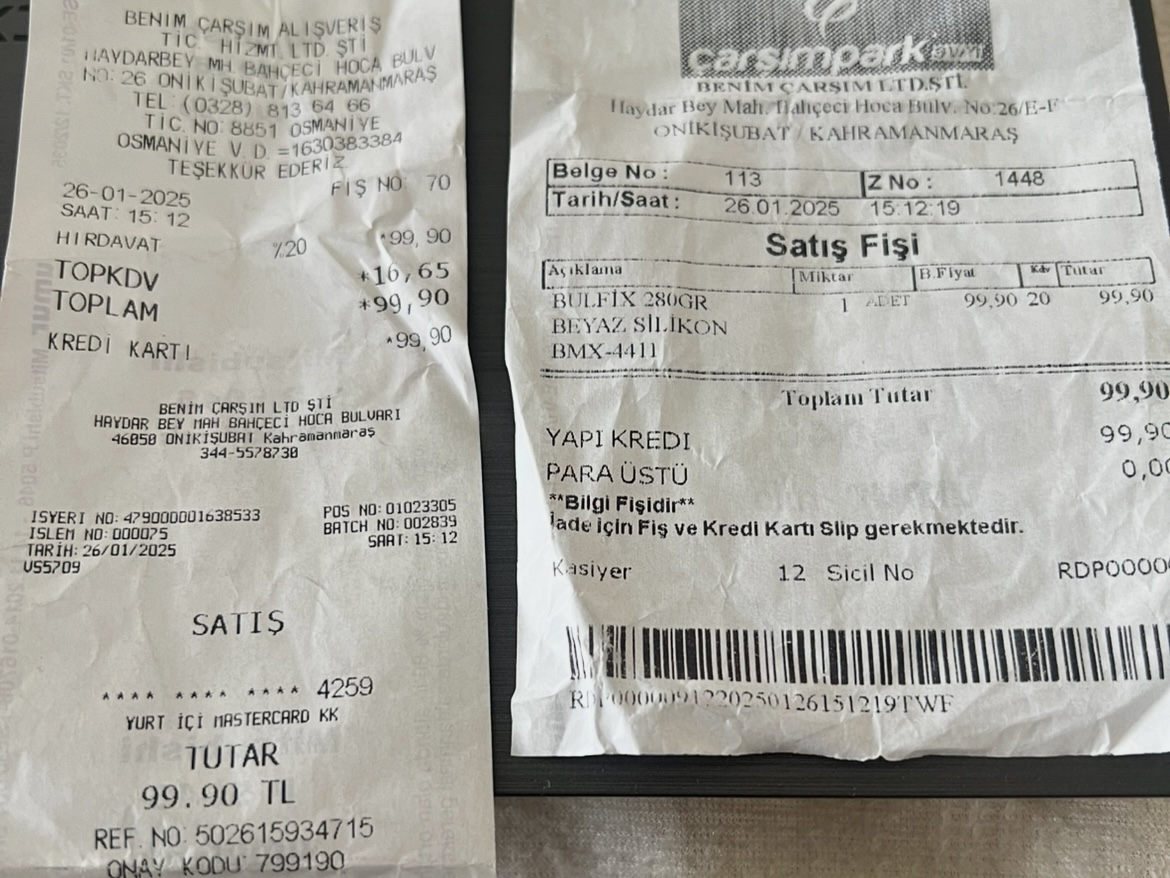 BENİM ÇARŞIM ALIŞVERİŞ
TİC. HİZMT. LTD. ŞTİ
HAYDARBEY MH. BAHÇECİ HOCA BULV
NO: 26 ONİKİŞUBAT/KAHRAMANMARAŞ
TEL:(0328) 813 64 66
TİC. NO: 8851 OSMANİYE
OSMANİYE V.D. =1630383384
TEŞEKKÜR EDERİZ
26-01-2025 FİŞ NO: 70
SAAT: 15:12
HIRDAVAT %20 *99,90
TOPKDV *16,65
TOPLAM *99,90
KREDİ KARTI *99,90
BENİM ÇARŞIM LTD ŞTİ
HAYDAR BEY MAH BAHÇECİ HOCA BULVARI
46050 ONİKİŞUBAT Kahramanmaraş
344-5578730
ISYERI NO: 479000001638533 POS NO: 01023305
ISLEM NO: 000075 BATCH NO: 002839
TARİH: 26/01/2025 SAAT: 15:12
VS5709
SATIŞ
**** **** **** 4259
YURT İÇİ MASTERCARD KK
TUTAR
99.90 TL
REF. NO: 502615934715
ONAY KODU: 799190
çarşımpark
BENİM ÇARŞIM LTD.ŞTİ.
Haydar Bey Mah. Bahçeci Hoca Bulv. No:26/E-F
ONİKİŞUBAT / KAHRAMANMARAŞ
Belge No : 113 Z No : 1448
Tarih/Saat : 26.01.2025 15:12:19
Satış Fişi
Açıklama Miktar B.Fiyat Kdv Tutar
BULFİX 280GR 1 ADET 99,90 20 99,90
BEYAZ SİLİKON
BMX-4411
Toplam Tutar 99,90
YAPI KREDI 99,90
PARA ÜSTÜ 0,00
**Bilgi Fişidir**
İade için Fiş ve Kredi Kartı Slip gerekmektedir.
Kasiyer 12 Sicil No RDP0000